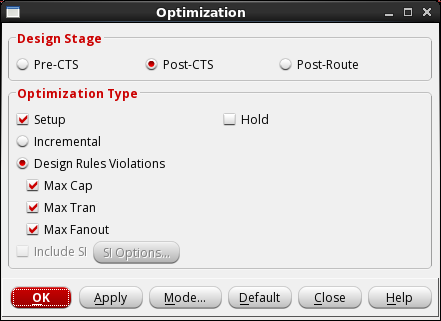 Optimization
Design Stage
Pre-CTS Post-CTS Post-Route
Optimization Type
Setup Hold
Incremental
Design Rules Violations
Max Cap
Max Tran
Max Fanout
Include SI SI Options...
OK Apply Mode... Default Close Help